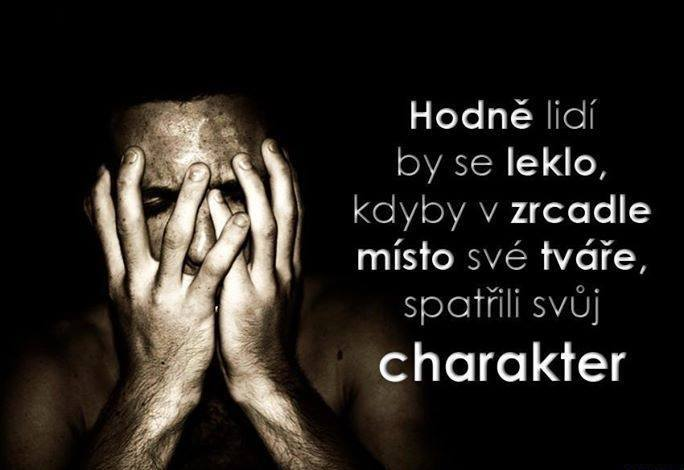 Hodně lidí
by se leklo,
kdyby v zrcadle
místo své tváře,
spatřili svůj
charakter